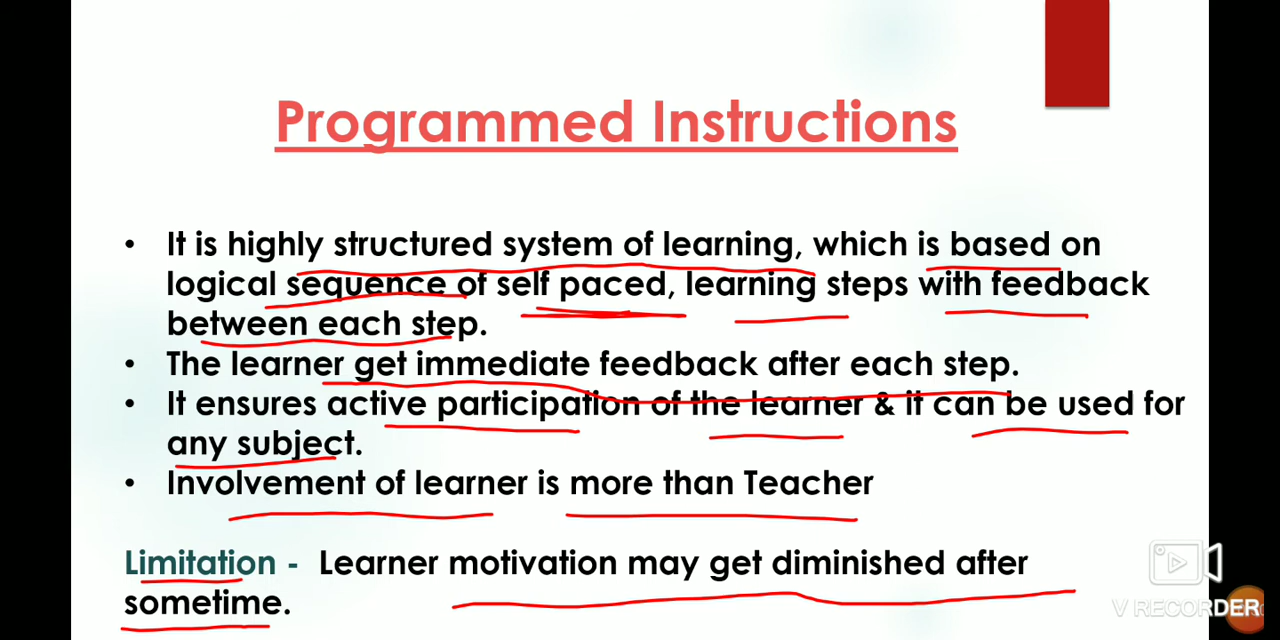 Programmed Instructions
• It is highly structured system of learning, which is based on
logical sequence of self paced, learning steps with feedback
between each step.
• The learner get immediate feedback after each step.
• It ensures active participation of the learner & it can be used for
any subject.
• Involvement of learner is more than Teacher
Limitation - Learner motivation may get diminished after
sometime.
V RECORDER